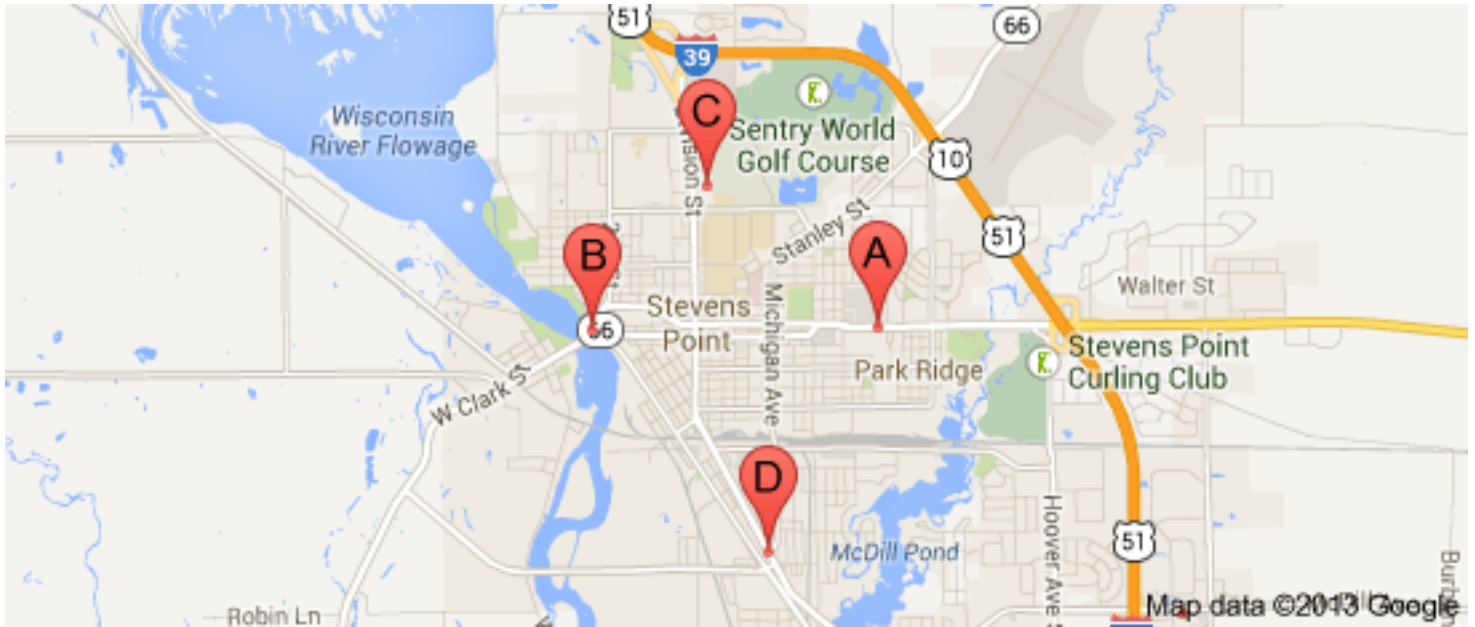 51
66
39
C
Wisconsin
River Flowage
Sentry World
Golf Course
10
51
Stanley St
A
B
Walter St
Stevens
Point
66
Michigan Ave
Stevens Point
Curling Club
Park Ridge
W Clark St
D
Hoover Ave S
McDill Pond
51
Robin Ln
Map data ©2013 Google